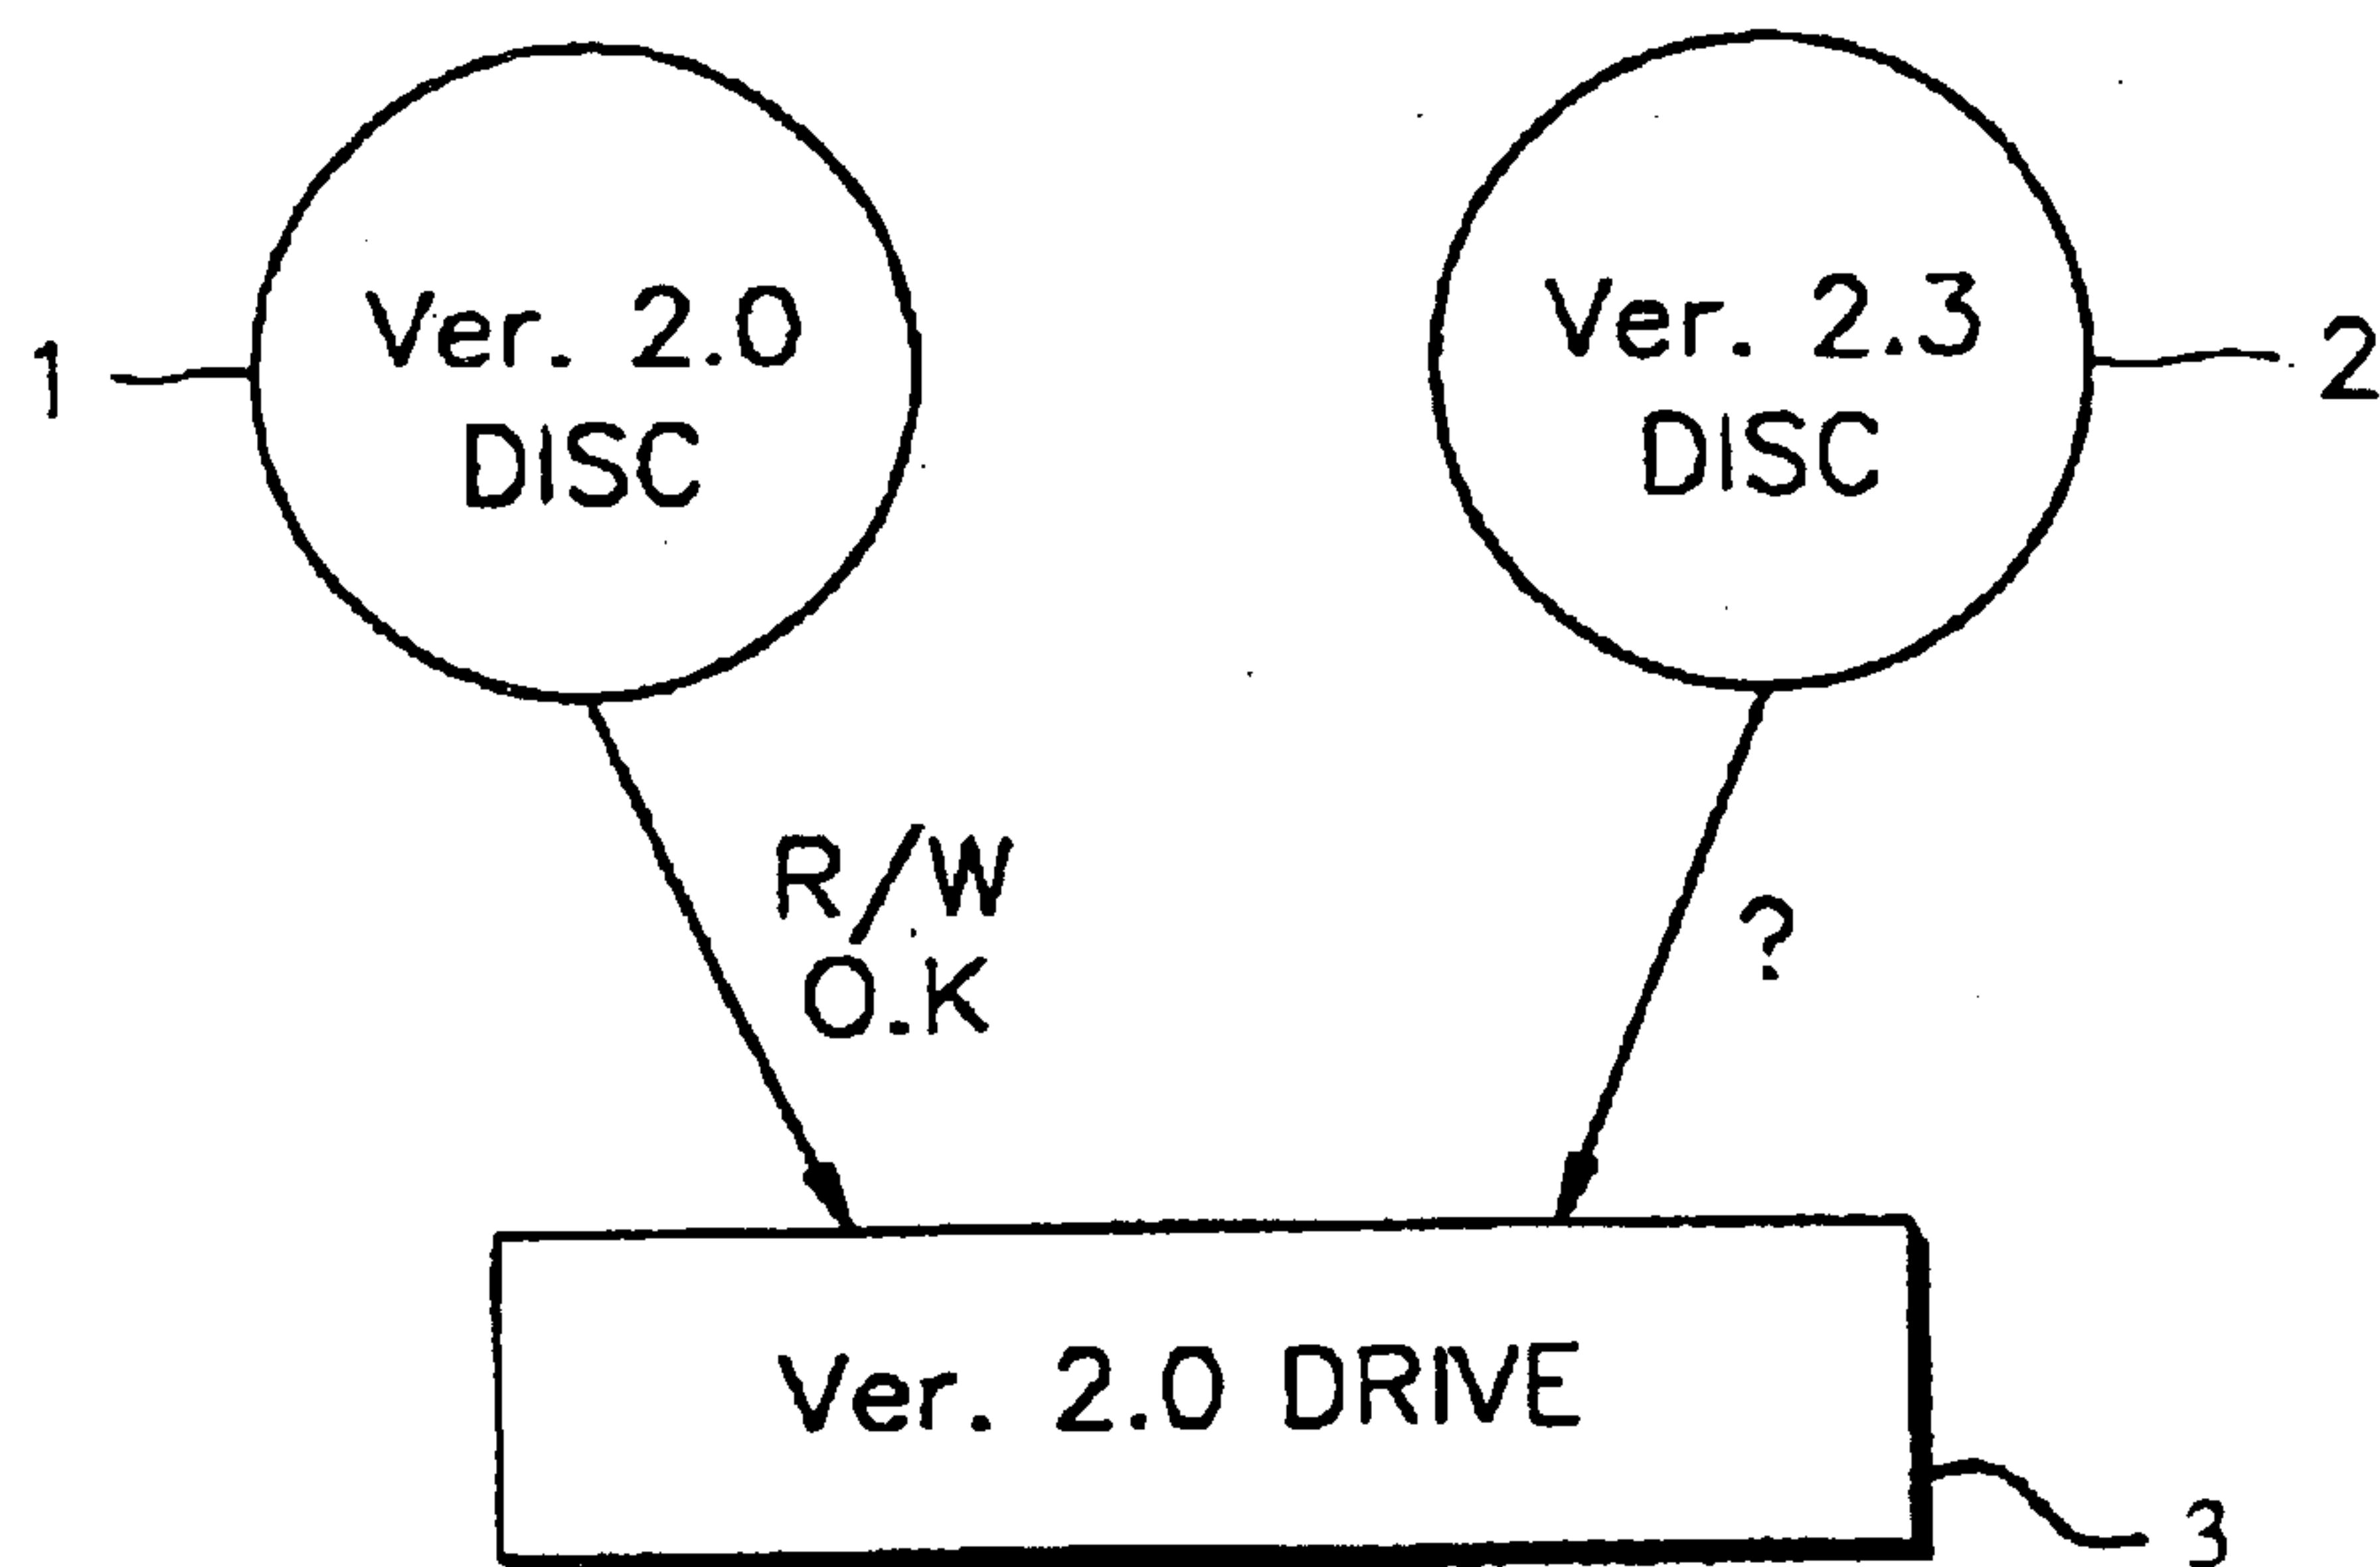 Ver. 2.0
DISC
1
Ver. 2.3
DISC
2
R/W
O.K
?
Ver. 2.0 DRIVE
3